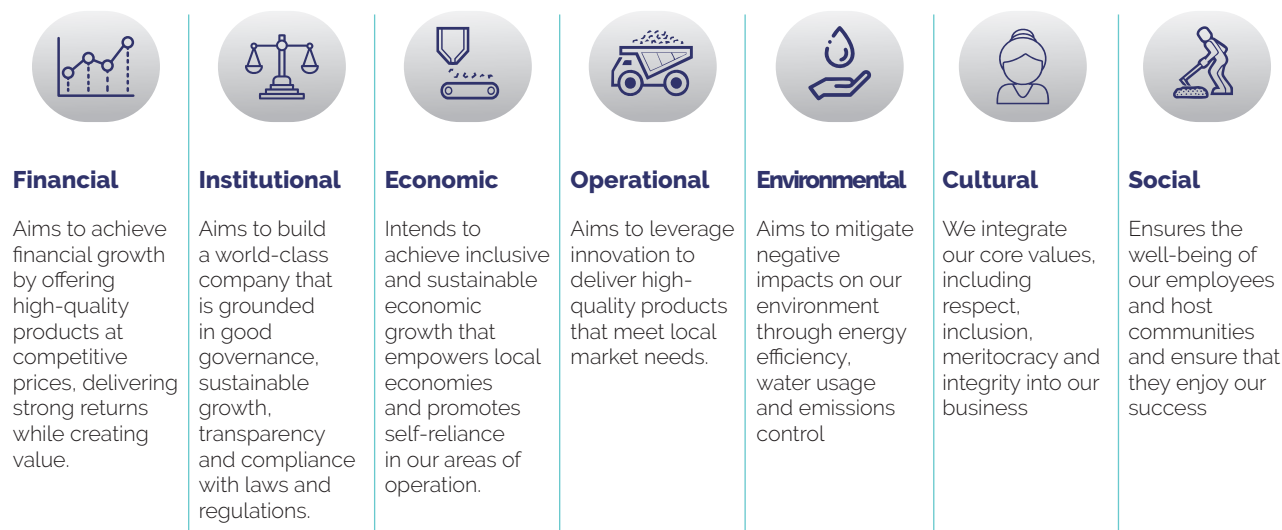 Financial
Aims to achieve
financial growth
by offering
high-quality
products at
competitive
prices, delivering
strong returns
while creating
value.
Institutional
Aims to build
a world-class
company that
is grounded
in good
governance,
sustainable
growth,
transparency
and compliance
with laws and
regulations.
Economic
Intends to
achieve inclusive
and sustainable
economic
growth that
empowers local
economies
and promotes
self-reliance
in our areas of
operation.
Operational
Aims to leverage
innovation to
deliver high-
quality products
that meet local
market needs.
Environmental
Aims to mitigate
negative
impacts on our
environment
through energy
efficiency,
water usage
and emissions
control
Cultural
We integrate
our core values,
including
respect,
inclusion,
meritocracy and
integrity into our
business
Social
Ensures the
well-being of
our employees
and host
communities
and ensure that
they enjoy our
success